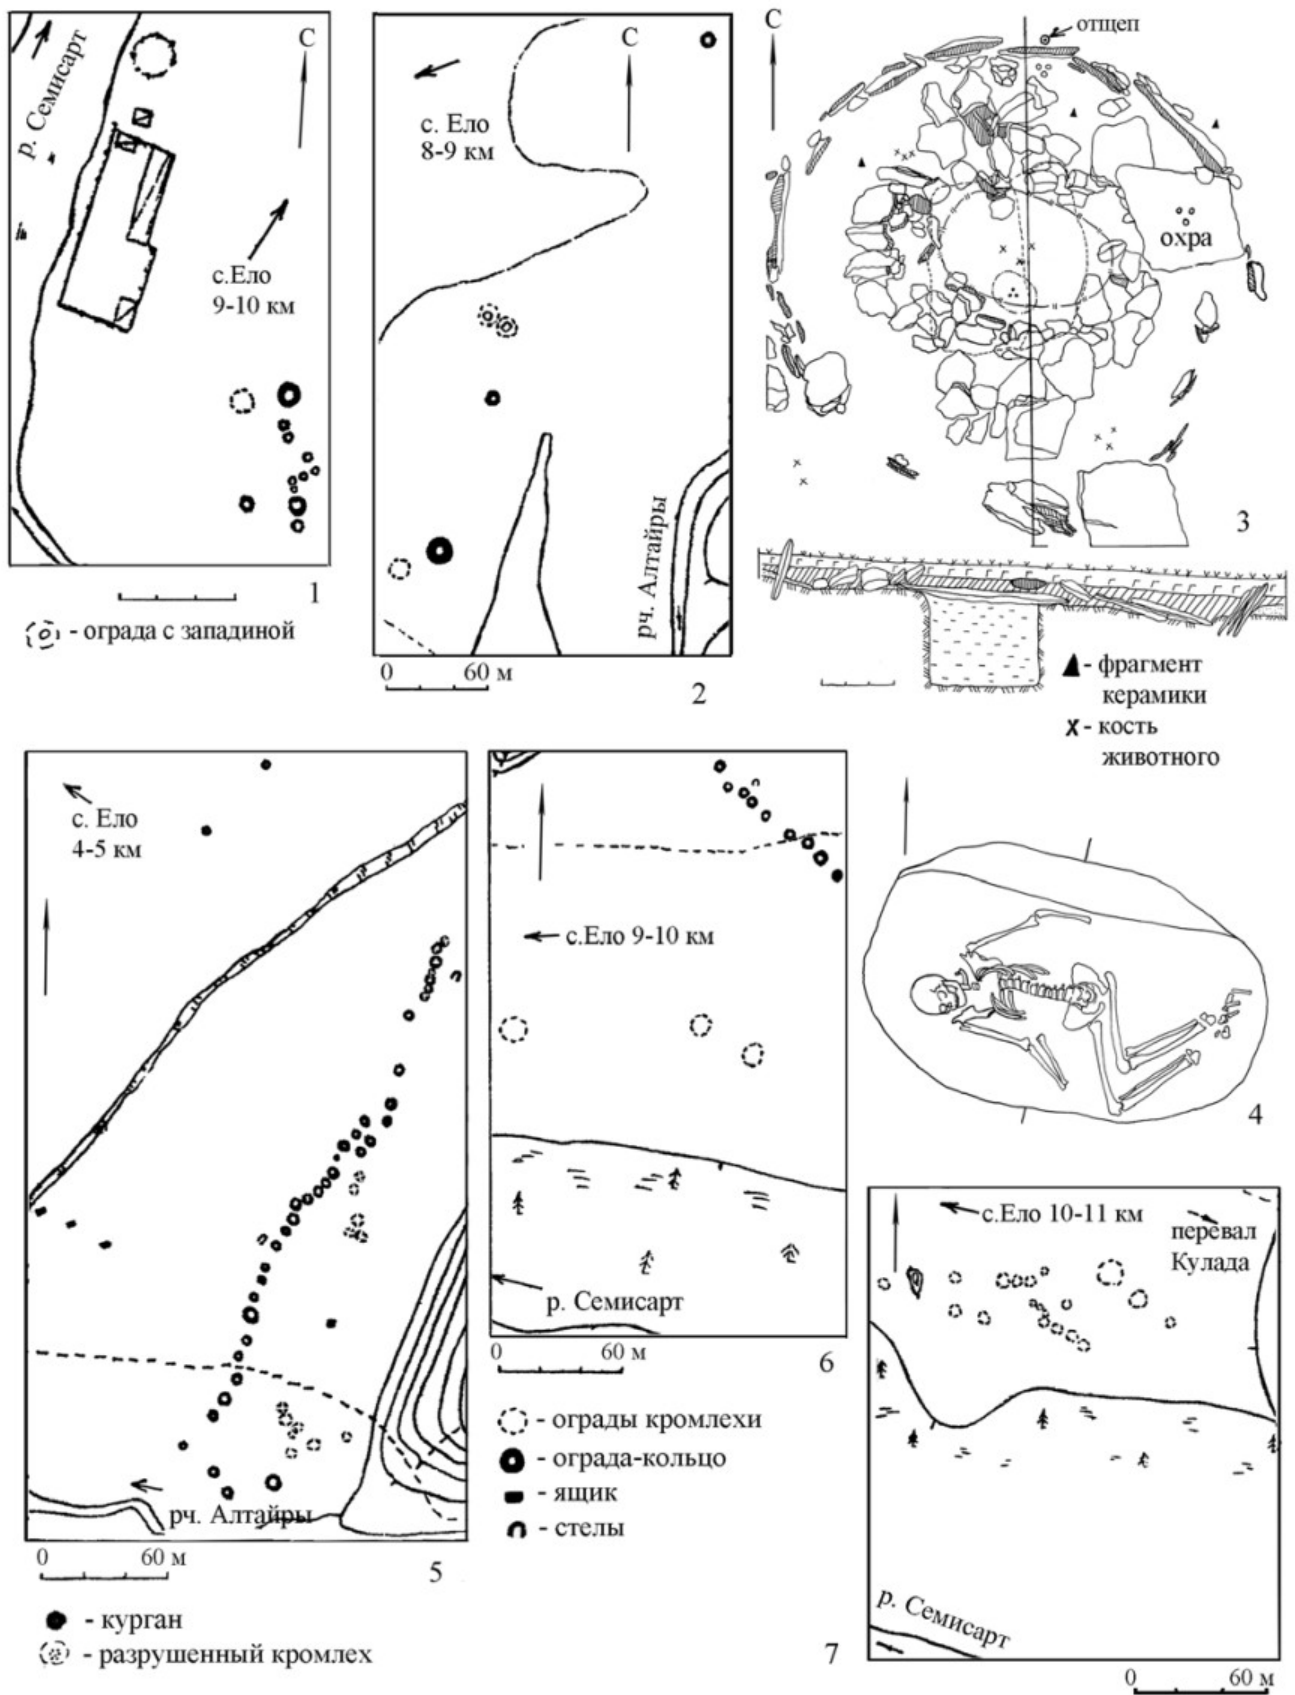 р. Семисарт
С
с.Ело
9-10 км
1
- ограда с западиной
С
с. Ело
8-9 км
рч. Алтайры
0 60 м
2
С
отщеп
охра
3
- фрагмент
керамики
х - кость
животного
с. Ело
4-5 км
рч. Алтайры
0 60 м
5
- курган
- разрушенный кромлех
с.Ело 9-10 км
р. Семисарт
0 60 м
6
- ограды кромлехи
- ограда-кольцо
- ящик
- стелы
4
с.Ело 10-11 км
перевал
Кулада
р. Семисарт
7
0 60 м